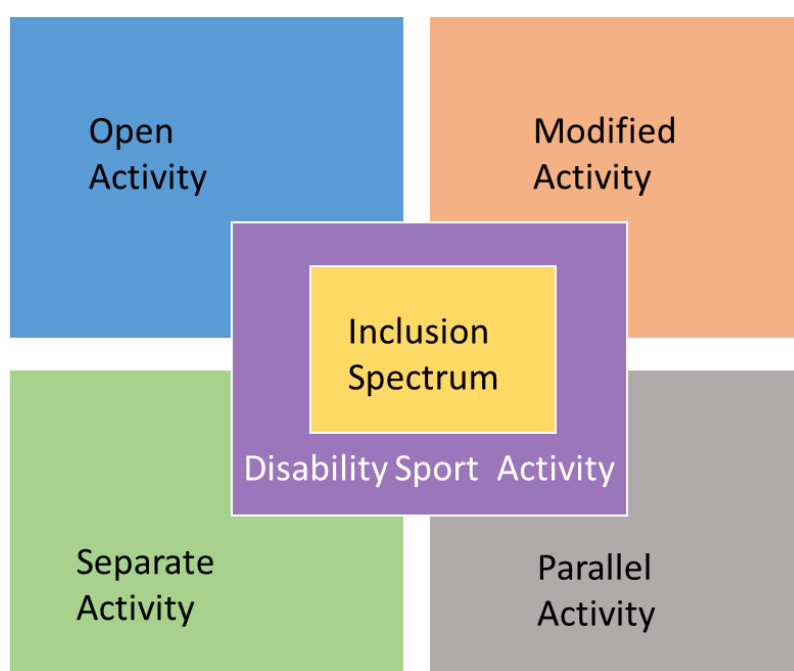 Open
Activity
Modified
Activity
Inclusion
Spectrum
Disability Sport Activity
Separate
Activity
Parallel
Activity